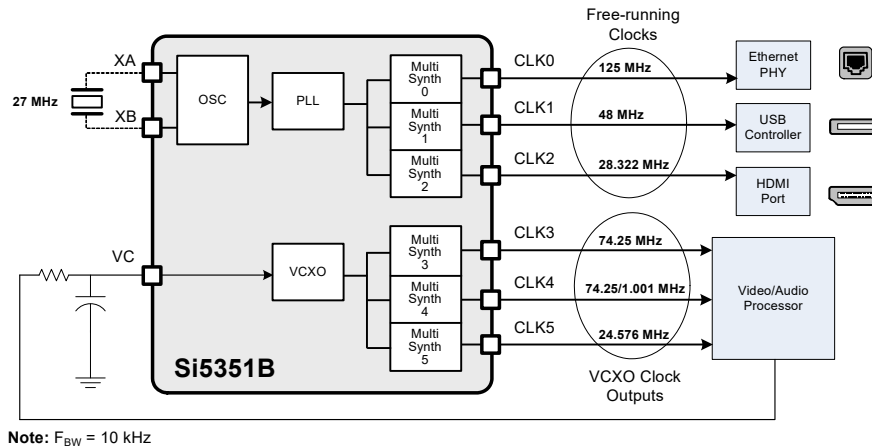 Free-running
Clocks
XA
27 MHz
XB
OSC
PLL
Multi
Synth
0
Multi
Synth
1
Multi
Synth
2
CLK0
125 MHz
CLK1
48 MHz
CLK2
28.322 MHz
Ethernet
PHY
USB
Controller
HDMI
Port
VC
VCXO
Multi
Synth
3
Multi
Synth
4
Multi
Synth
5
CLK3
74.25 MHz
CLK4
74.25/1.001 MHz
CLK5
24.576 MHz
Video/Audio
Processor
Si5351B
VCXO Clock
Outputs
Note: FBW = 10 kHz